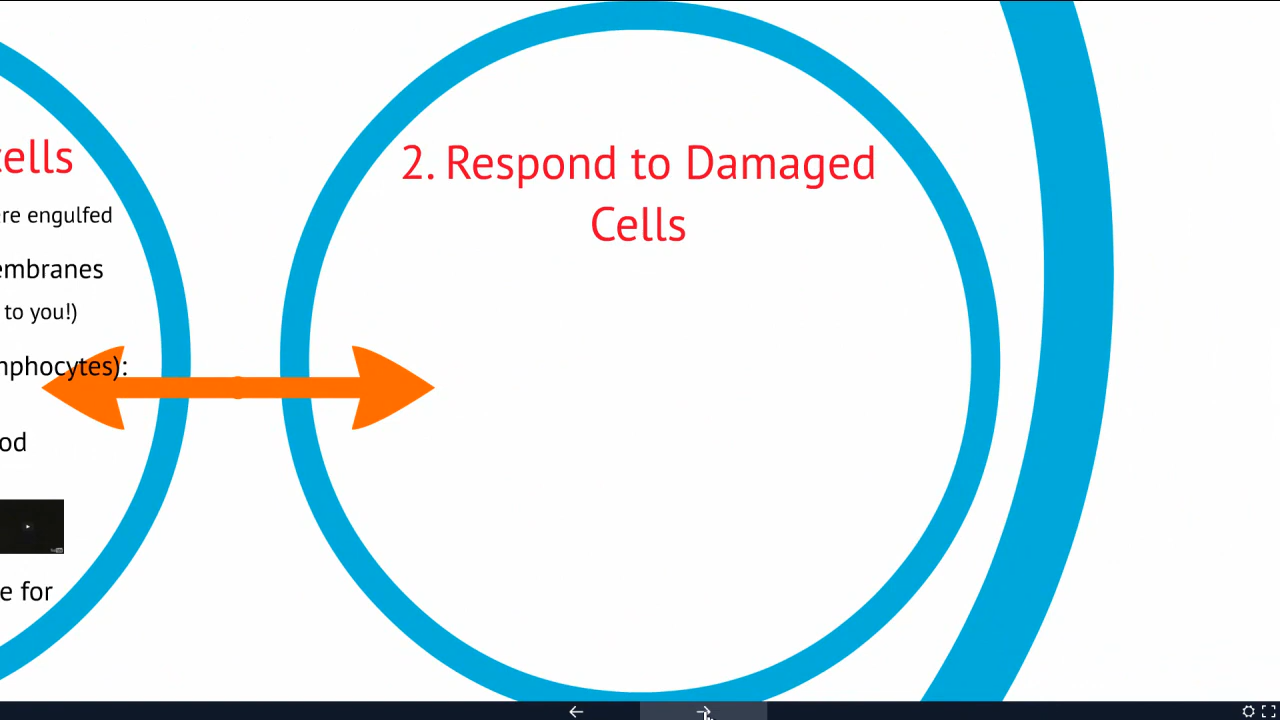 cells
re engulfed
embranes
to you!)
nphocytes):
od
e for
2. Respond to Damaged
Cells